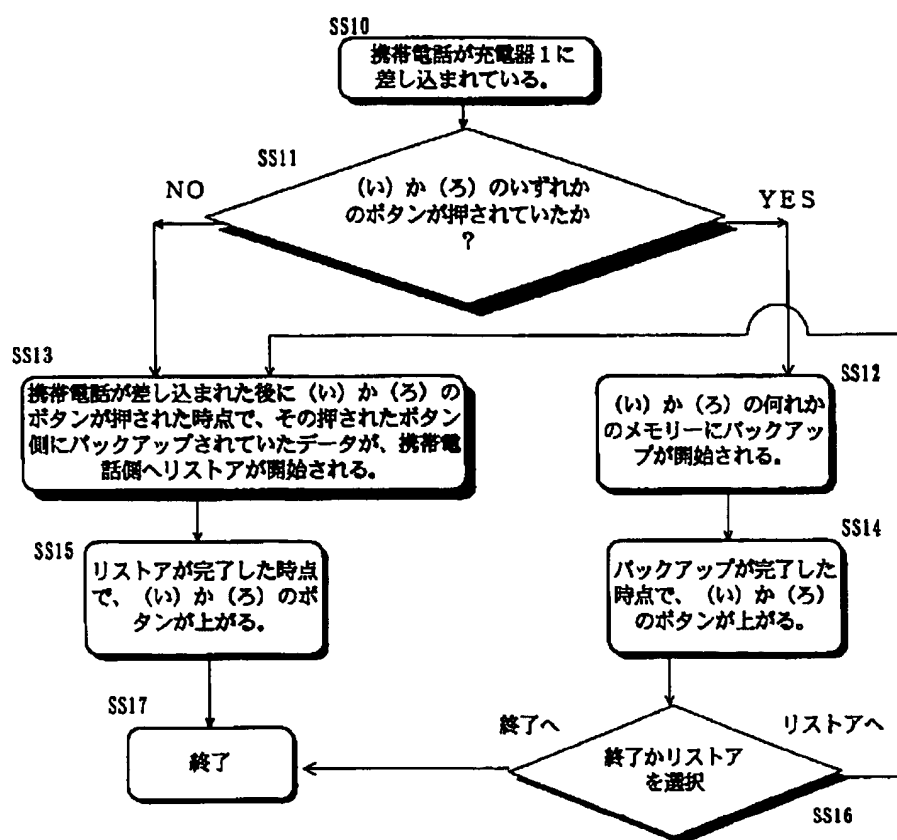 SS10
携帯電話が充電器1に
差し込まれている。
SS11
(い)か(ろ)のいずれか
のボタンが押されていたか
?
NO
YES
SS13
携帯電話が差し込まれた後に(い)か(ろ)の
ボタンが押された時点で、その押されたボタン
側にバックアップされていたデータが、携帯電
話側へリストアが開始される。
SS12
(い)か(ろ)の何れか
のメモリーにバックアッ
プが開始される。
SS15
リストアが完了した時点
で、(い)か(ろ)のボ
タンが上がる。
SS14
バックアップが完了した
時点で、(い)か(ろ)
のボタンが上がる。
SS17
終了
終了へ
リストアへ
終了かリストア
を選択
SS16